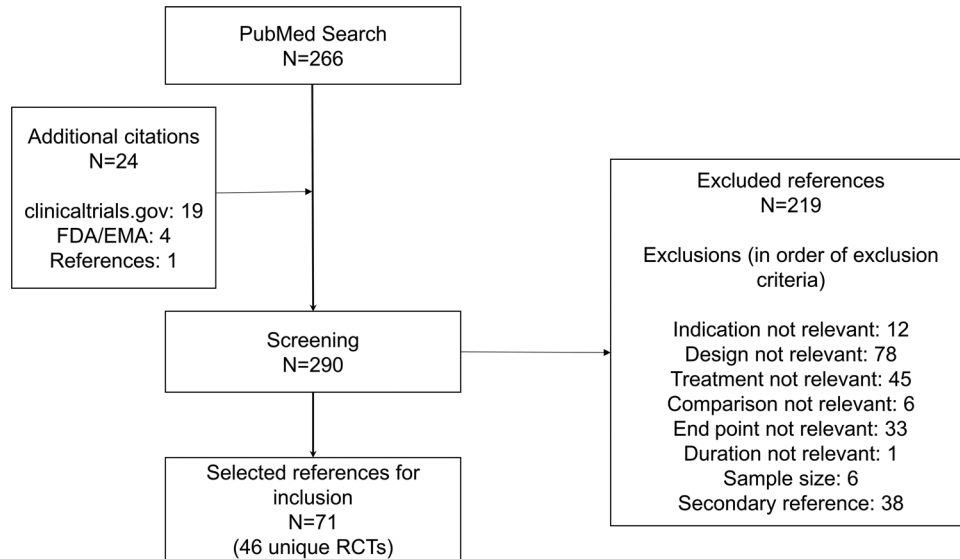 PubMed Search
N=266
Additional citations
N=24
clinicaltrials.gov: 19
FDA/EMA: 4
References: 1
Excluded references
N=219
Exclusions (in order of exclusion
criteria)
Indication not relevant: 12
Design not relevant: 78
Treatment not relevant: 45
Comparison not relevant: 6
End point not relevant: 33
Duration not relevant: 1
Sample size: 6
Secondary reference: 38
Screening
N=290
Selected references for
inclusion
N=71
(46 unique RCTs)